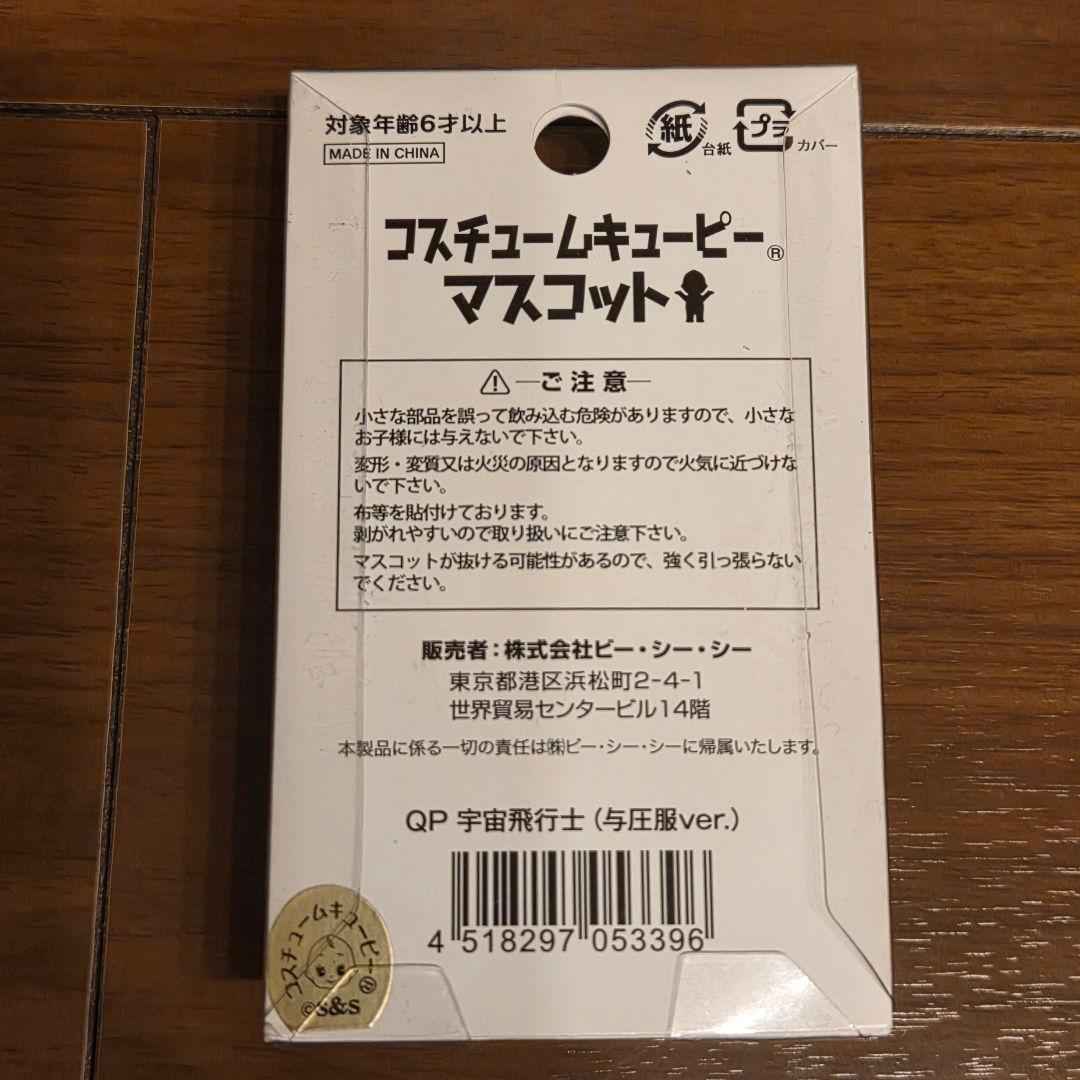 対象年齢6才以上
MADE IN CHINA
紙
台紙
プラ
カバー
コスチュームキューピー®
マスコット
ご注意
小さな部品を誤って飲み込む危険がありますので、小さな
お子様には与えないで下さい。
変形・変質又は火災の原因となりますので火気に近づけな
いで下さい。
布等を貼付けております。
剥がれやすいので取り扱いにご注意下さい。
マスコットが抜ける可能性があるので、強く引っ張らない
でください。
販売者：株式会社ビー・シー・シー
東京都港区浜松町2-4-1
世界貿易センタービル14階
本製品に係る一切の責任は㈱ビー・シー・シーに帰属いたします。
QP 宇宙飛行士（与圧服ver.）
4 518297 053396
コスチュームキューピー®
©S&S